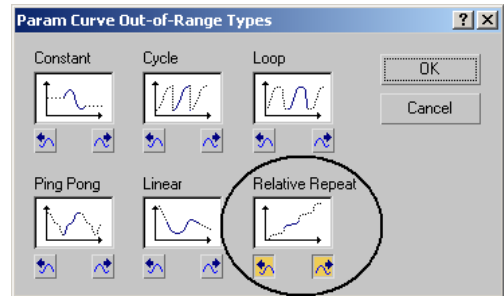 Param Curve Out-of-Range Types
Constant Cycle Loop
OK
Cancel
Ping Pong Linear Relative Repeat